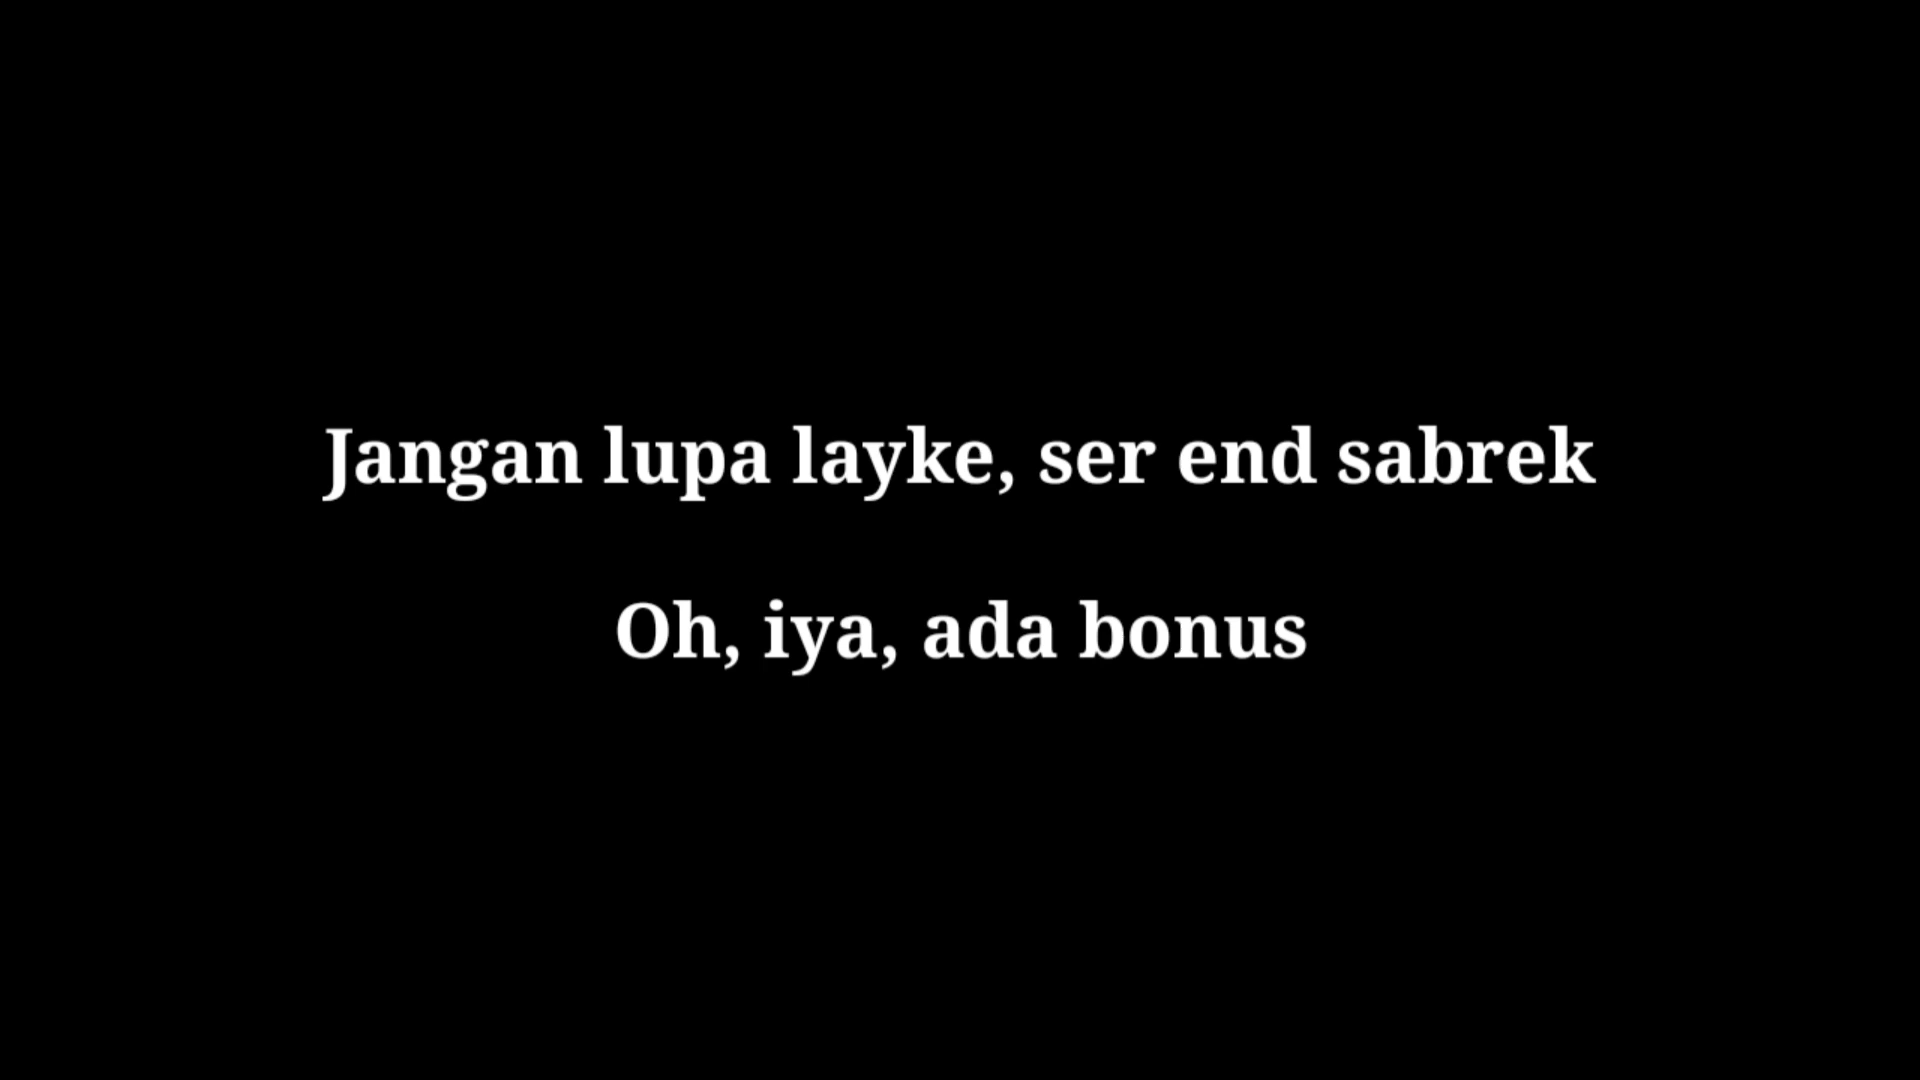 Jangan lupa layke, ser end sabrek
Oh, iya, ada bonus